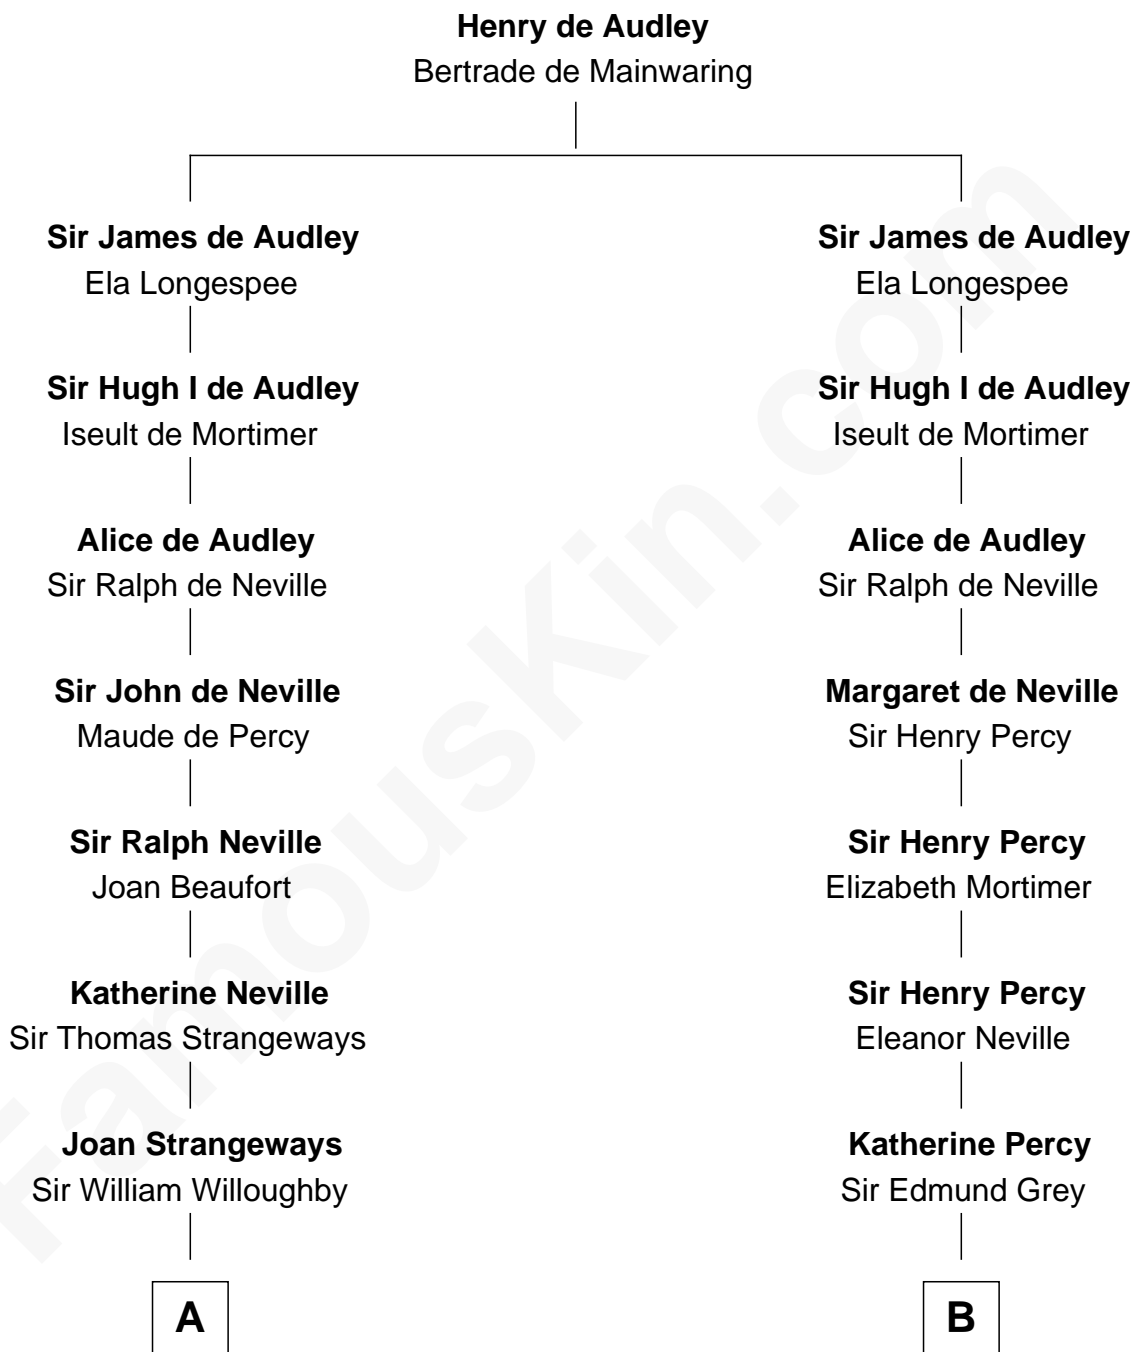 Henry de Audley
Bertrade de Mainwaring
Sir James de Audley
Ela Longespee
Sir Hugh I de Audley
Iseult de Mortimer
Alice de Audley
Sir Ralph de Neville
Sir John de Neville
Maude de Percy
Sir Ralph Neville
Joan Beaufort
Katherine Neville
Sir Thomas Strangeways
Joan Strangeways
Sir William Willoughby
A
Sir James de Audley
Ela Longespee
Sir Hugh I de Audley
Iseult de Mortimer
Alice de Audley
Sir Ralph de Neville
Margaret de Neville
Sir Henry Percy
Sir Henry Percy
Elizabeth Mortimer
Sir Henry Percy
Eleanor Neville
Katherine Percy
Sir Edmund Grey
B
FamousKin.com